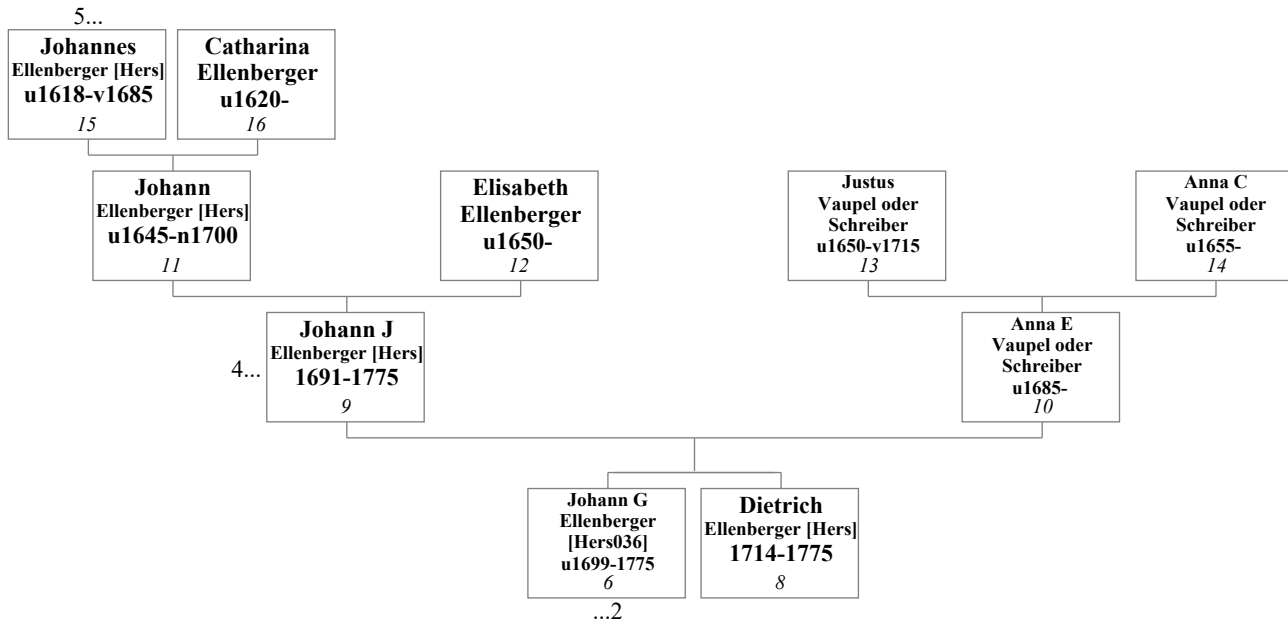 5...
Johannes
Ellenberger [Hers]
u1618-v1685
15
Catharina
Ellenberger
u1620-
16
Johann
Ellenberger [Hers]
u1645-n1700
11
Elisabeth
Ellenberger
u1650-
12
Justus
Vaupel oder
Schreiber
u1650-v1715
13
Anna C
Vaupel oder
Schreiber
u1655-
14
4...
Johann J
Ellenberger [Hers]
1691-1775
9
Anna E
Vaupel oder
Schreiber
u1685-
10
Johann G
Ellenberger
[Hers036]
u1699-1775
6
Dietrich
Ellenberger [Hers]
1714-1775
8
...2